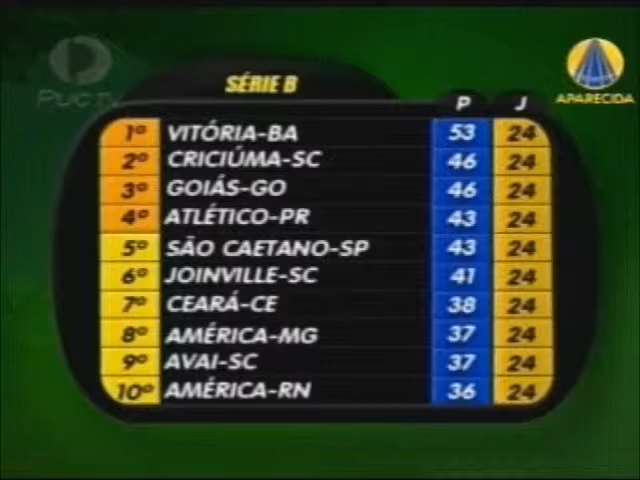 PUC TV
APARECIDA
SÉRIE B
P J
1º VITÓRIA-BA 53 24
2º CRICIÚMA-SC 46 24
3º GOIÁS-GO 46 24
4º ATLÉTICO-PR 43 24
5º SÃO CAETANO-SP 43 24
6º JOINVILLE-SC 41 24
7º CEARÁ-CE 38 24
8º AMÉRICA-MG 37 24
9º AVAI-SC 37 24
10º AMÉRICA-RN 36 24